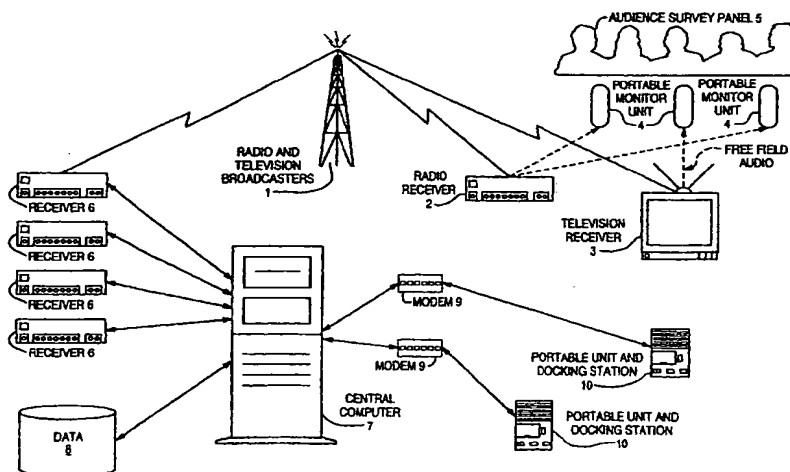 AUDIENCE SURVEY PANEL 5
PORTABLE
MONITOR
UNIT
4
PORTABLE
MONITOR
UNIT
4
FREE FIELD
AUDIO
RADIO AND
TELEVISION
BROADCASTERS
1
RADIO
RECEIVER
2
TELEVISION
RECEIVER
3
RECEIVER 6
RECEIVER 6
RECEIVER 6
RECEIVER 6
MODEM 9
MODEM 9
PORTABLE UNIT AND
DOCKING STATION
10
PORTABLE UNIT AND
DOCKING STATION
10
CENTRAL
COMPUTER
7
DATA
8